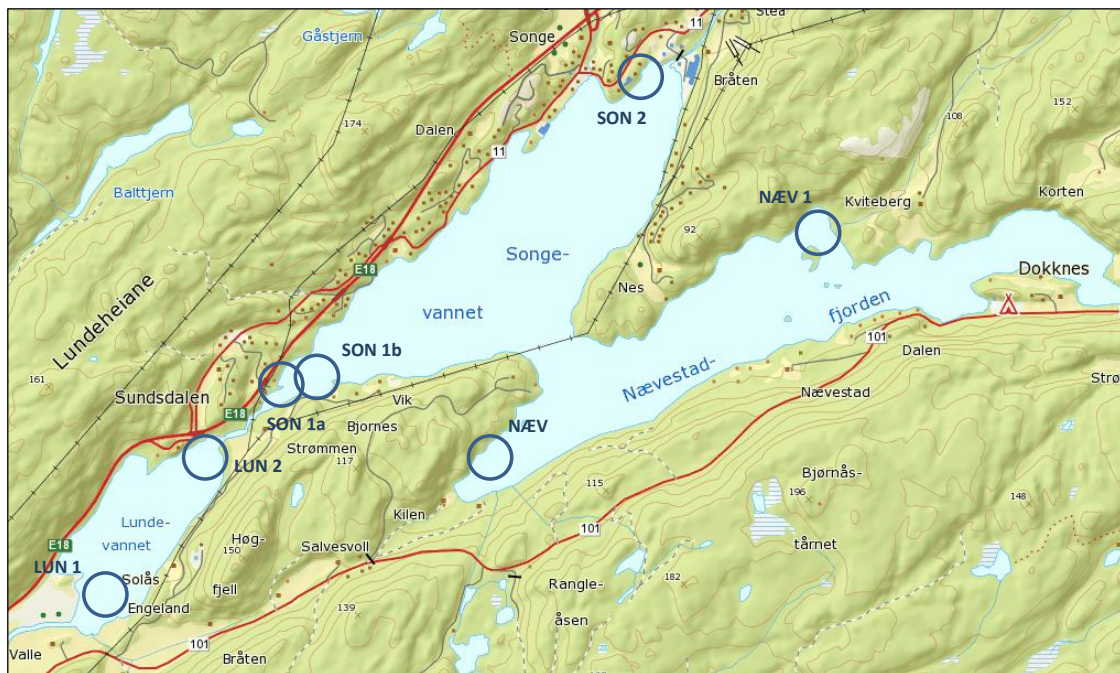 Gåstjern
Songe
11
Stea
Bråten
SON 2
174
Dalen
152
108
11
Balttjern
NÆV 1
Kviteberg
Korten
92
Songe-
E18
Nes
Dokknes
vannet
fjorden
Lundeheiane
101
SON 1b
Dalen
161
Nævestad-
Sundsdalen
Vik
Nævestad
E18
SON 1a
Bjornes
NÆV
Strømmen
LUN 2
117
Bjørnås-
115
196
148
Kilen
Lunde-
Høg-
101
tårnet
E18
vannet
150
Salvesvoll
LUN 1
Solås
fjell
Rangle-
182
Engeland
139
åsen
101
Valle
Bråten